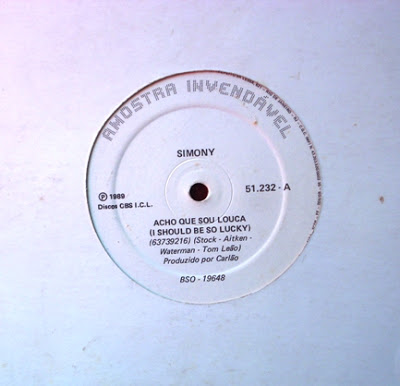 AMOSTRA INVENDÁVEL
SIMONY
Ⓟ 1989
Discos CBS I.C.L.
51.232 - A
ACHO QUE SOU LOUCA
(I SHOULD BE SO LUCKY)
(63739216) (Stock - Aitken -
Waterman - Tom Leão)
Produzido por Carlão
BSO - 19648